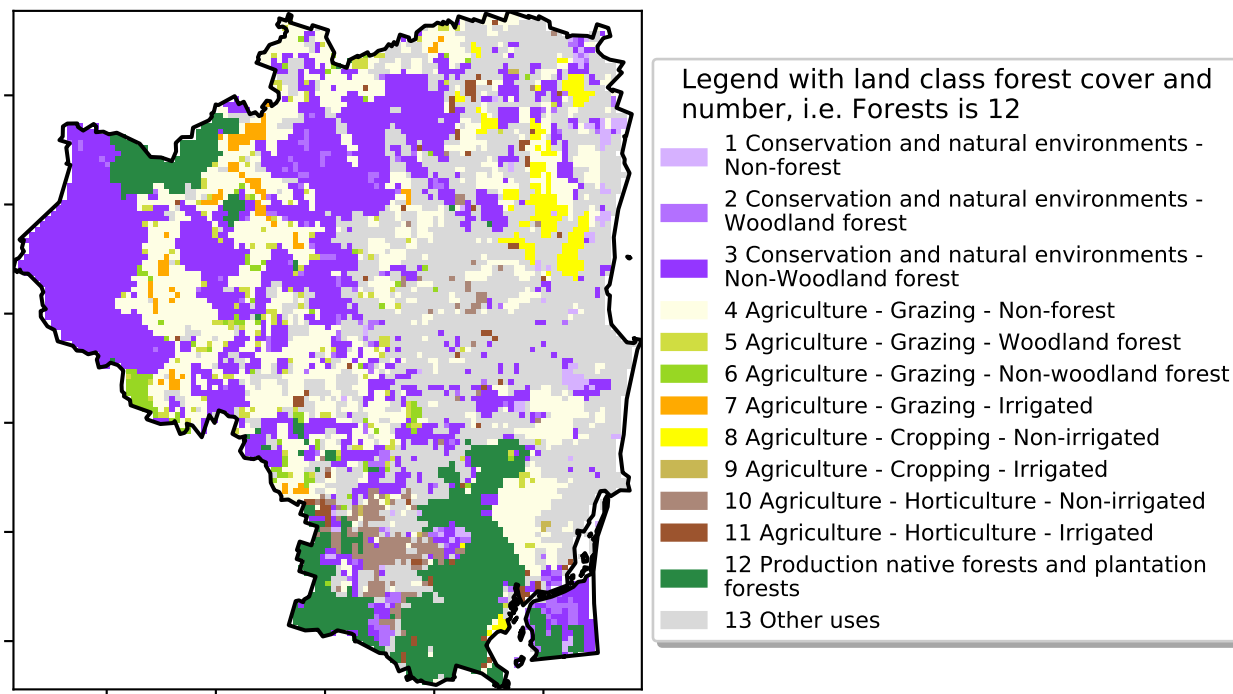 Legend with land class forest cover and
number, i.e. Forests is 12
1 Conservation and natural environments -
Non-forest
2 Conservation and natural environments -
Woodland forest
3 Conservation and natural environments -
Non-Woodland forest
4 Agriculture - Grazing - Non-forest
5 Agriculture - Grazing - Woodland forest
6 Agriculture - Grazing - Non-woodland forest
7 Agriculture - Grazing - Irrigated
8 Agriculture - Cropping - Non-irrigated
9 Agriculture - Cropping - Irrigated
10 Agriculture - Horticulture - Non-irrigated
11 Agriculture - Horticulture - Irrigated
12 Production native forests and plantation
forests
13 Other uses